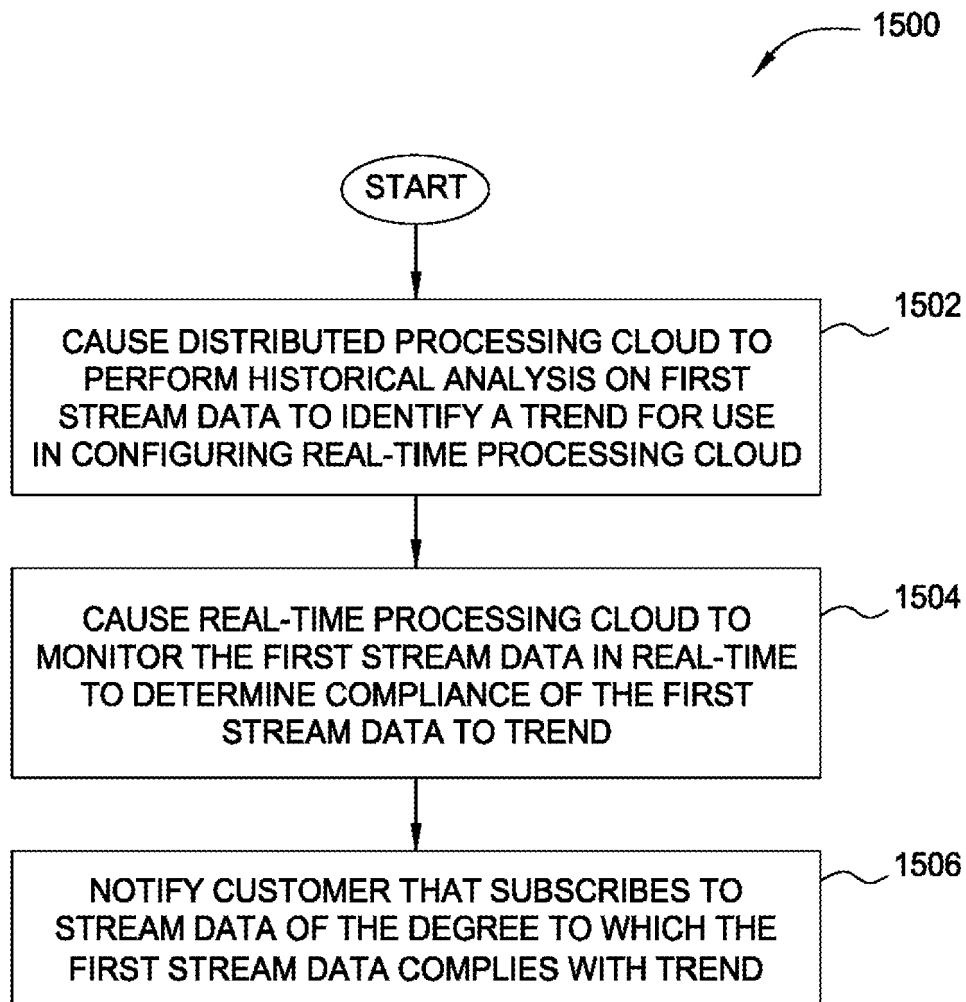 1500
START
1502
CAUSE DISTRIBUTED PROCESSING CLOUD TO
PERFORM HISTORICAL ANALYSIS ON FIRST
STREAM DATA TO IDENTIFY A TREND FOR USE
IN CONFIGURING REAL-TIME PROCESSING CLOUD
1504
CAUSE REAL-TIME PROCESSING CLOUD TO
MONITOR THE FIRST STREAM DATA IN REAL-TIME
TO DETERMINE COMPLIANCE OF THE FIRST
STREAM DATA TO TREND
1506
NOTIFY CUSTOMER THAT SUBSCRIBES TO
STREAM DATA OF THE DEGREE TO WHICH THE
FIRST STREAM DATA COMPLIES WITH TREND